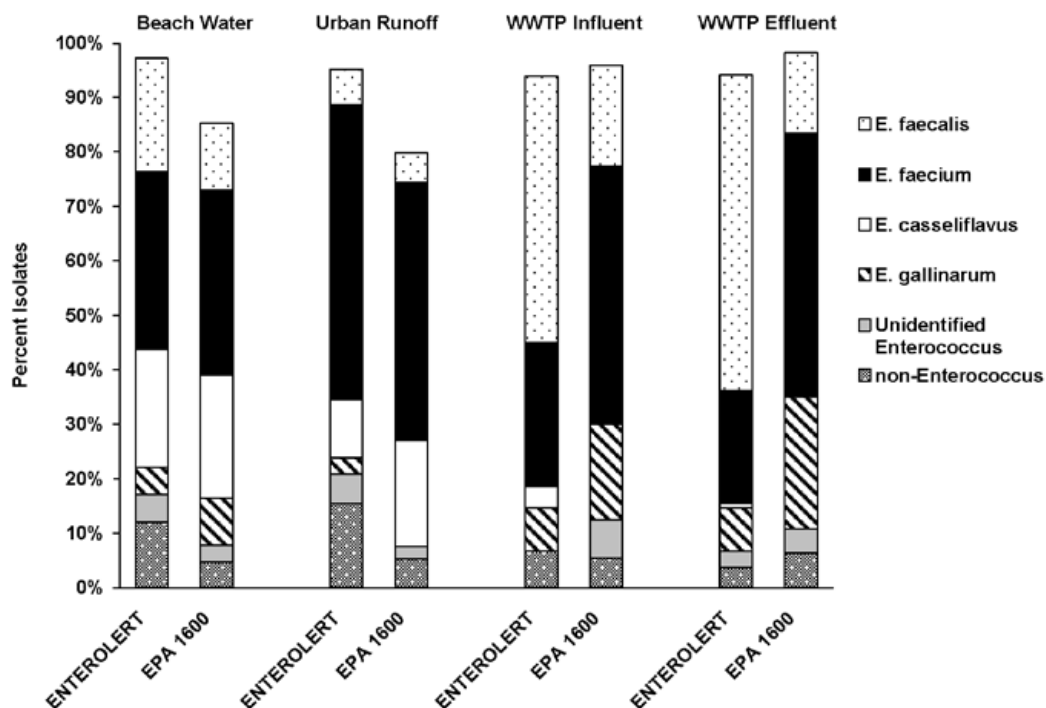 Beach Water Urban Runoff WWTP Influent WWTP Effluent
100%
90%
80%
70%
60%
50%
40%
30%
20%
10%
0%
Percent Isolates
ENTEROLERT
EPA 1600
ENTEROLERT
EPA 1600
ENTEROLERT
EPA 1600
ENTEROLERT
EPA 1600
E. faecalis
E. faecium
E. casseliflavus
E. gallinarum
Unidentified
Enterococcus
non-Enterococcus